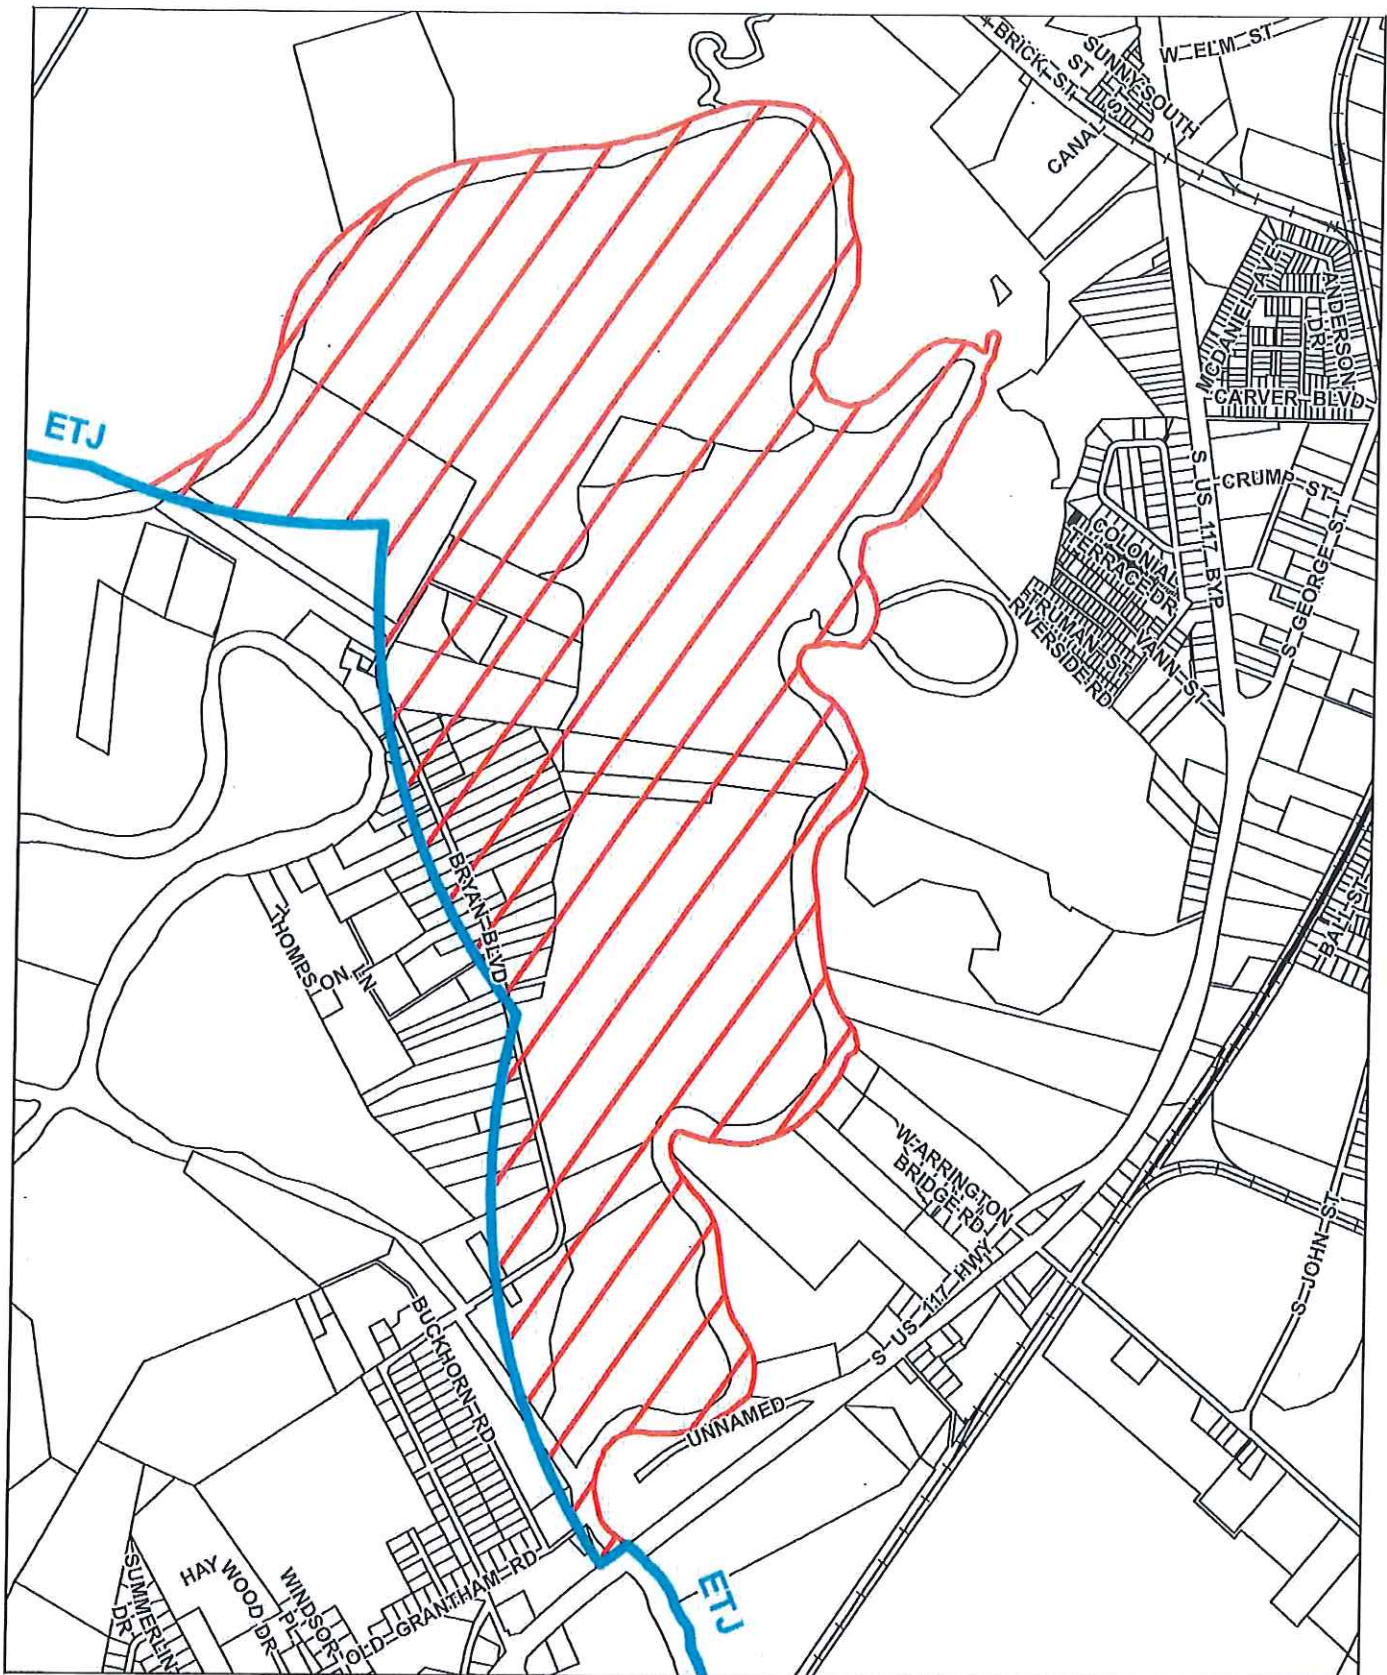 W ELM ST
SUNNY SOUTH
ST
BRICK ST
CANAL ST
MCDANIEL AVE
ANDERSON
DR
CARVER BLVD
ETJ
S US 117 BYP
CRUMP ST
S GEORGE ST
COLONIAL
TERRACE DR
TRUMAN ST
RIVERSIDE RD
VANN ST
BRYAN BLVD
BALL ST
THOMPSON LN
W ARRINGTON
BRIDGE RD
S US 117 HWY
S JOHN ST
BUCKHORN RD
UNNAMED
SUMMERLIN
DR
HAYWOOD DR
WINDSOR
PL
OLD GRANTHAM RD
ETJ